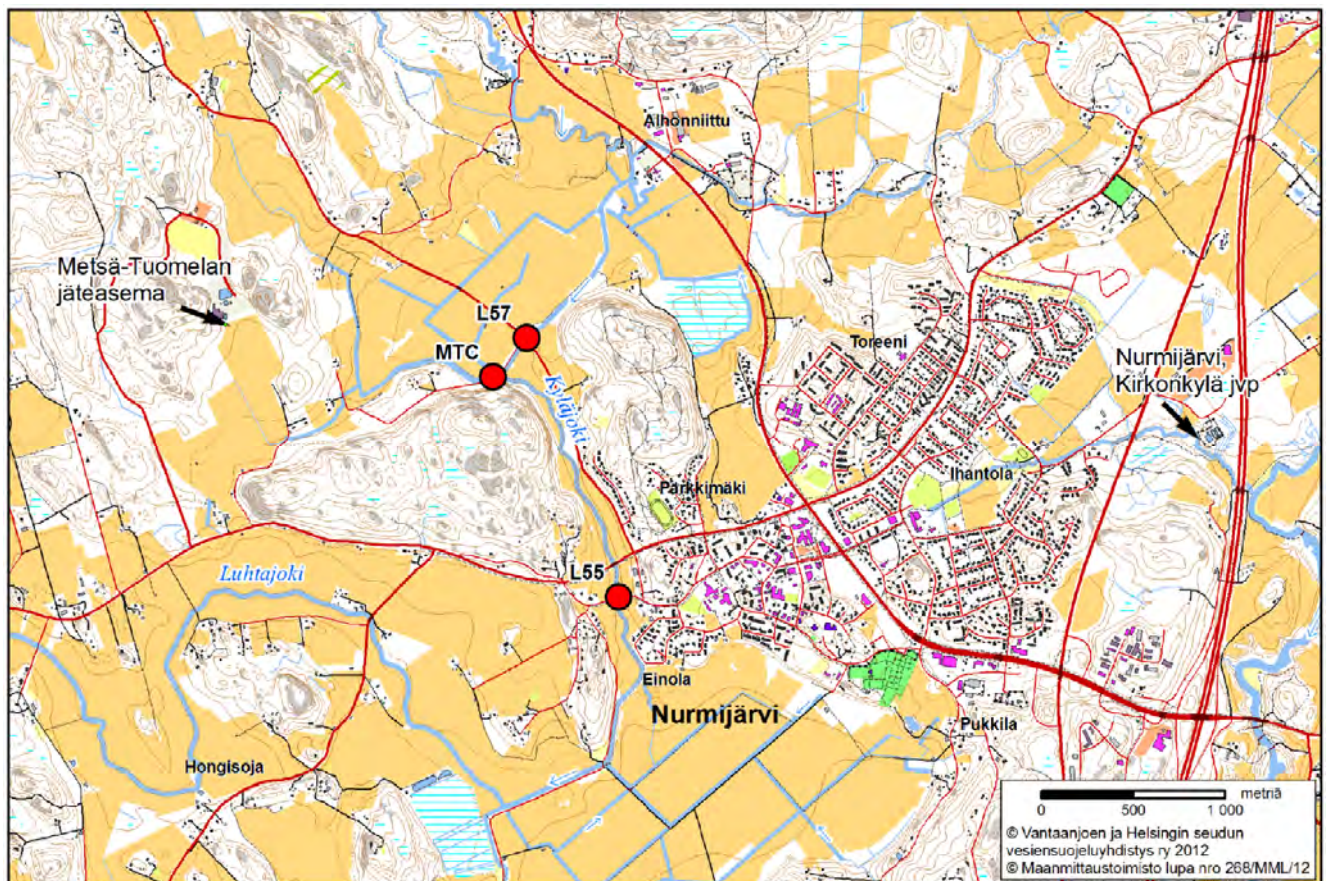 Alhonniittu
Metsä-Tuomelan
jäteasema
L57
MTC
Kyläjoki
Toreeni
Nurmijärvi,
Kirkonkylä jvp
Parkkimäki
Ihantola
Luhtajoki
L55
Einola
Nurmijärvi
Pukkila
Hongisoja
metriä
0 500 1 000
© Vantaanjoen ja Helsingin seudun
vesiensuojeluyhdistys ry 2012
© Maanmittaustoimisto lupa nro 268/MML/12